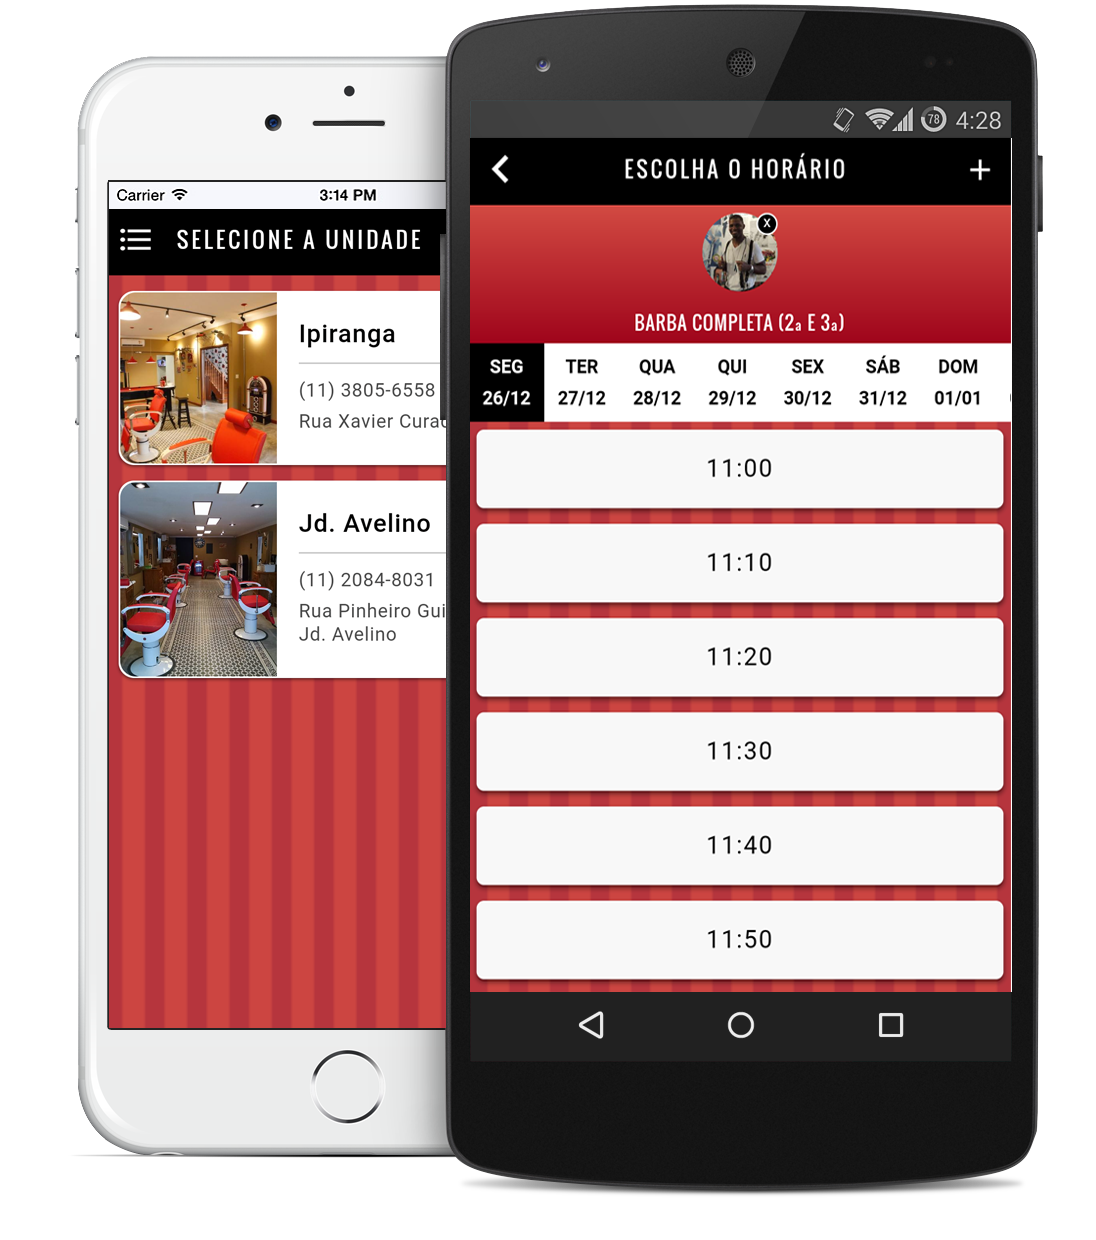 Carrier
3:14 PM
SELECIONE A UNIDADE
Ipiranga
(11) 3805-6558
Rua Xavier
Jd. Avelino
(11) 2084-8031
Rua Pinheiro
Jd. Avelino
78
4:28
ESCOLHA O HORÁRIO
X
BARBA COMPLETA (2a E 3a)
SEG TER QUA QUI SEX SÁB DOM
26/12 27/12 28/12 29/12 30/12 31/12 01/01
11:00
11:10
11:20
11:30
11:40
11:50